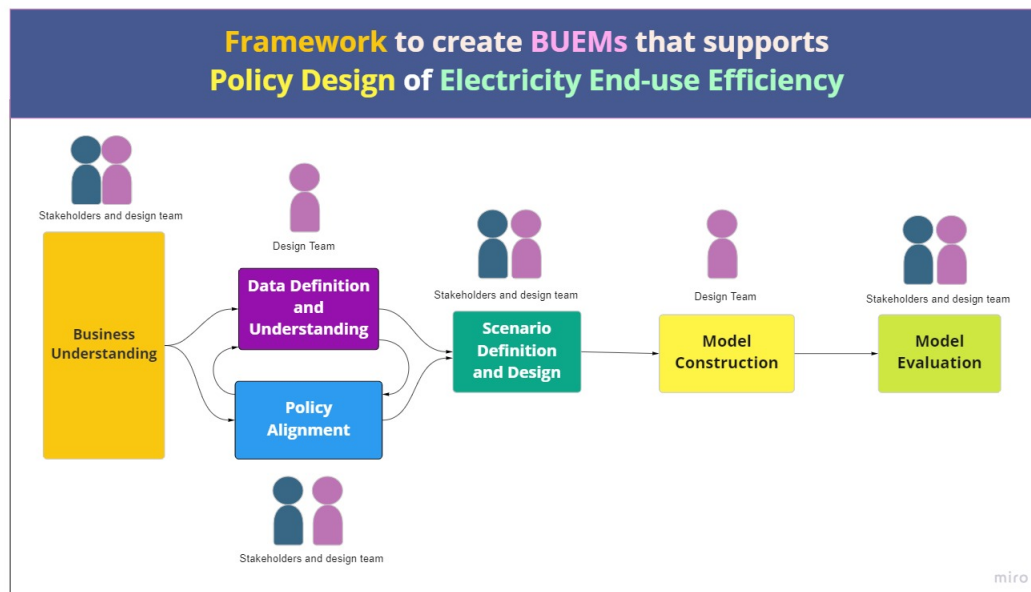 Framework to create BUEMs that supports
Policy Design of Electricity End-use Efficiency
Stakeholders and design team
Business
Understanding
Design Team
Data Definition
and
Understanding
Policy
Alignment
Stakeholders and design team
Stakeholders and design team
Scenario
Definition
and Design
Design Team
Model
Construction
Stakeholders and design team
Model
Evaluation
miro